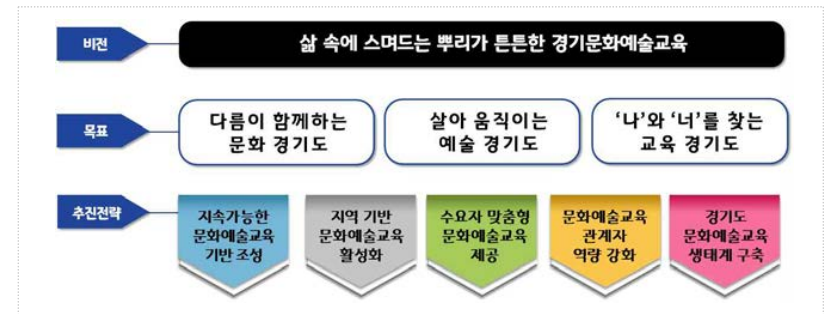 비전
삶 속에 스며드는 뿌리가 튼튼한 경기문화예술교육
목표
다름이 함께하는
문화 경기도
살아 움직이는
예술 경기도
‘나’와 ‘너’를 찾는
교육 경기도
추진전략
지속가능한
문화예술교육
기반 조성
지역 기반
문화예술교육
활성화
수요자 맞춤형
문화예술교육
제공
문화예술교육
관계자
역량 강화
경기도
문화예술교육
생태계 구축